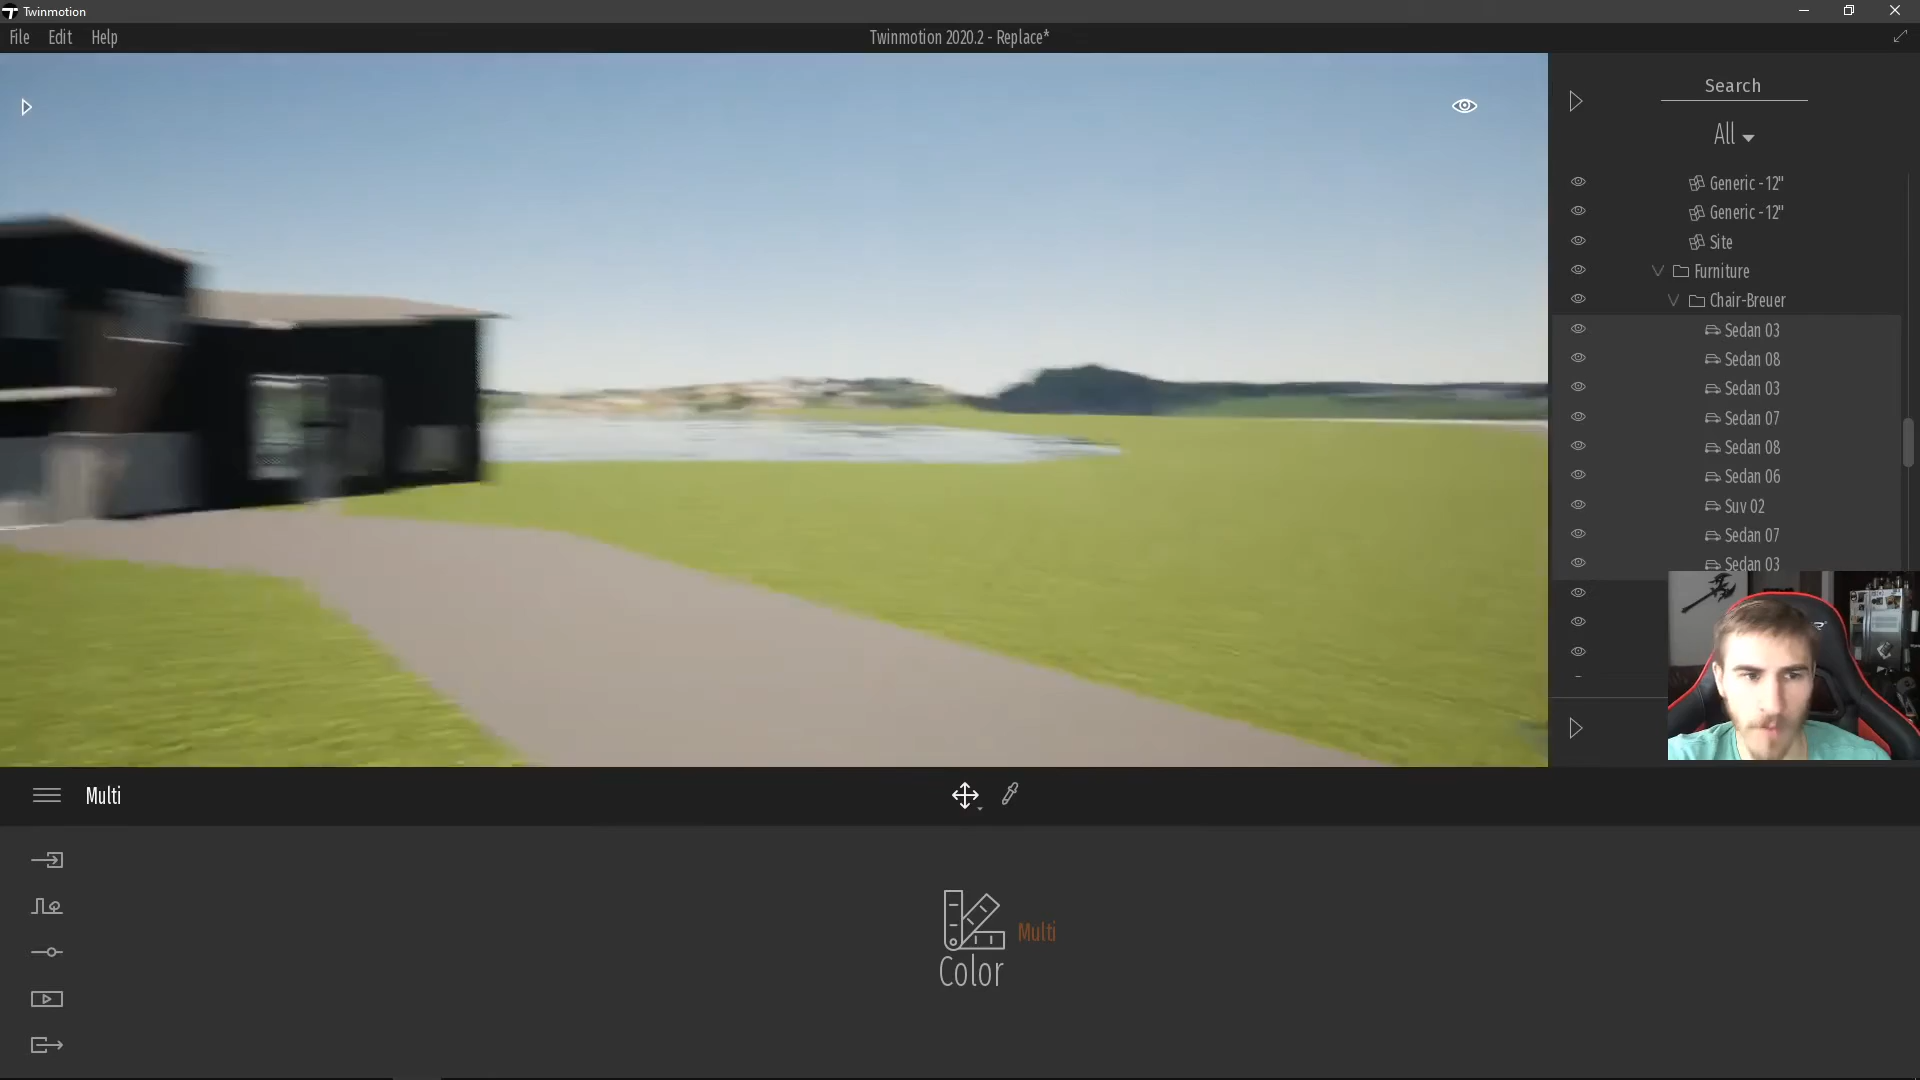 Twinmotion
File Edit Help
Twinmotion 2020.2 - Replace*
Search
All
Generic - 12"
Generic - 12"
Site
Furniture
Chair-Breuer
Sedan 03
Sedan 08
Sedan 03
Sedan 07
Sedan 08
Sedan 06
Suv 02
Sedan 07
Sedan 03
Multi
Multi
Color